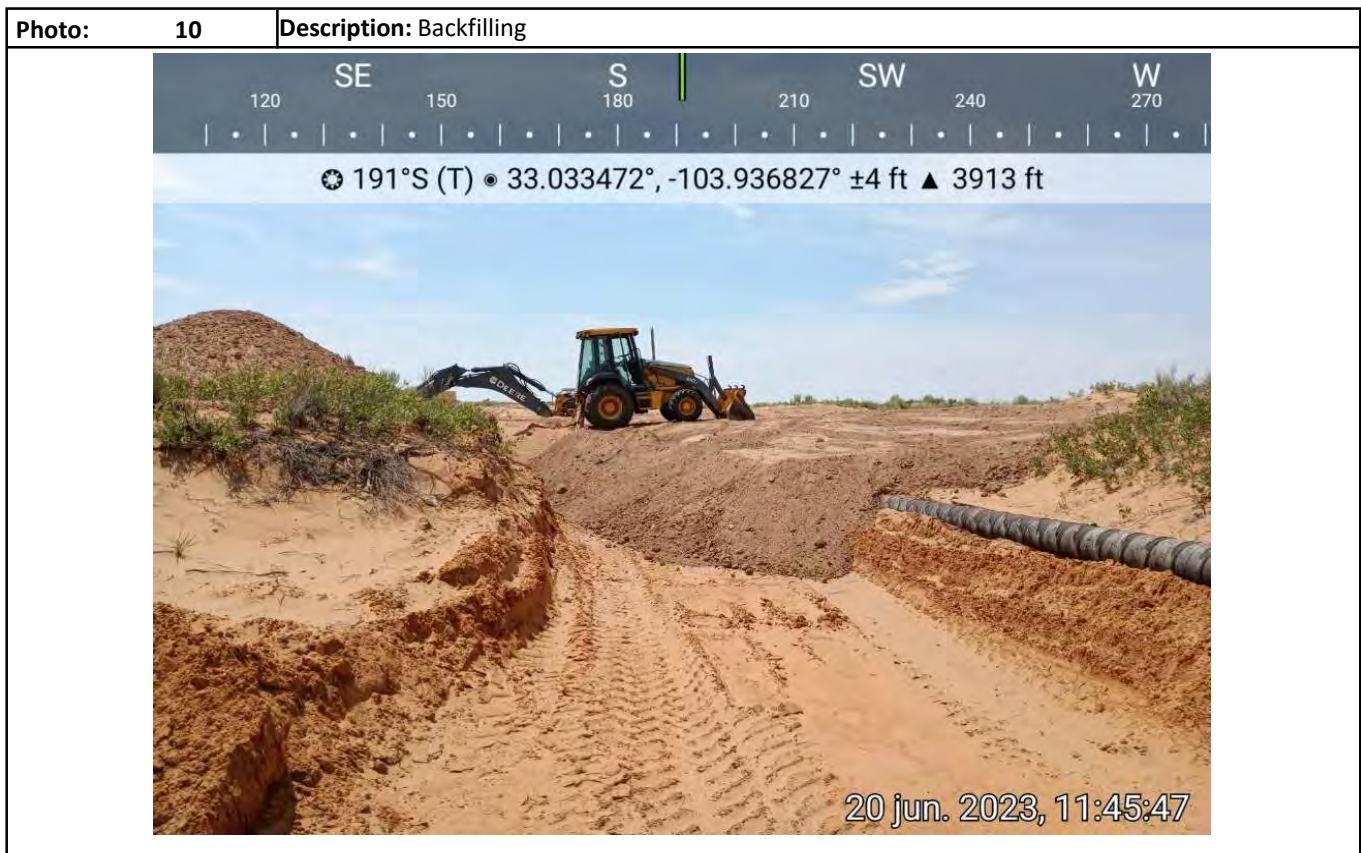 Photo: 10 Description: Backfilling
SE S SW W
120 150 180 210 240 270
191°S (T) ◉ 33.033472°, -103.936827° ±4 ft ▲ 3913 ft
DEERE
20 jun. 2023, 11:45:47